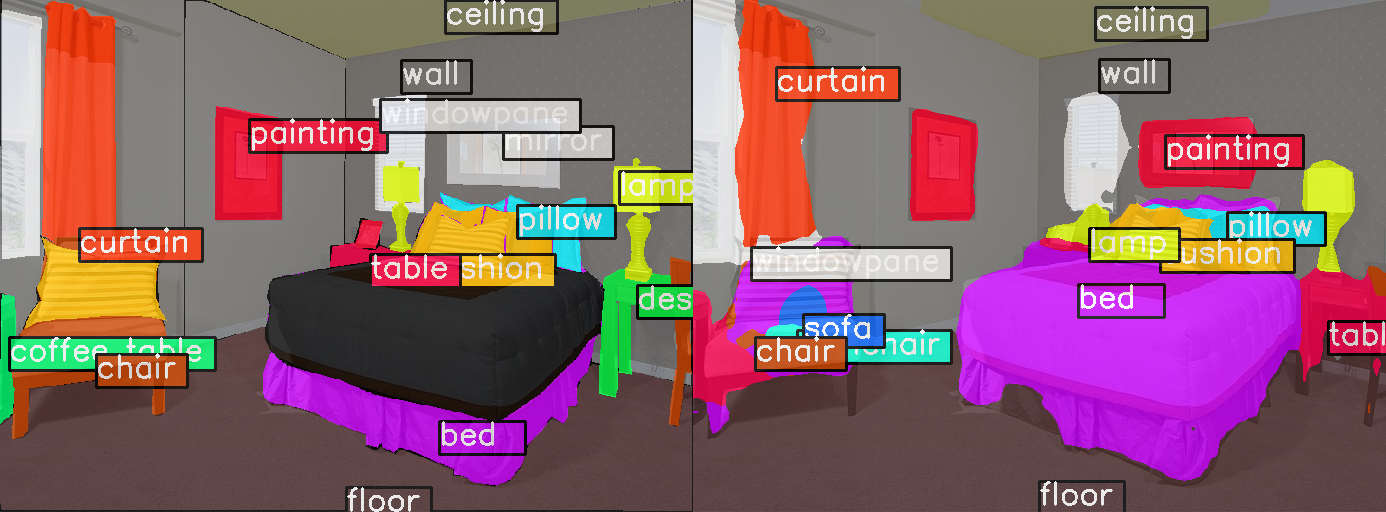 ceiling
wall
windowpane
mirror
painting
lamp
pillow
curtain
table
shion
des
coffee table
chair
bed
floor
ceiling
wall
curtain
painting
pillow
lamp
ushion
windowpane
bed
sofa
chair
chair
tabl
floor